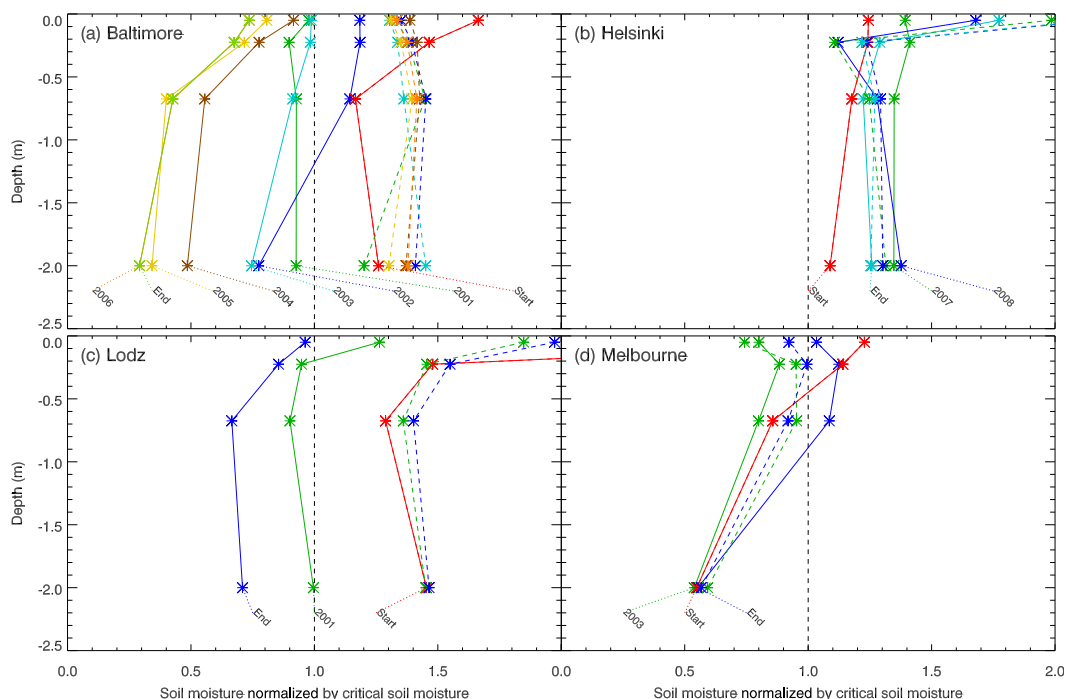 (a) Baltimore
(b) Helsinki
0.0
-0.5
-1.0
-1.5
-2.0
-2.5
Depth (m)
2006
End
2005
2004
2003
2002
2001
Start
Start
End
2007
2008
(c) Lodz
(d) Melbourne
0.0
-0.5
-1.0
-1.5
-2.0
-2.5
Depth (m)
End
2001
Start
2003
Start
End
0.0
0.5
1.0
1.5
0.0
0.5
1.0
1.5
2.0
Soil moisture normalized by critical soil moisture
Soil moisture normalized by critical soil moisture